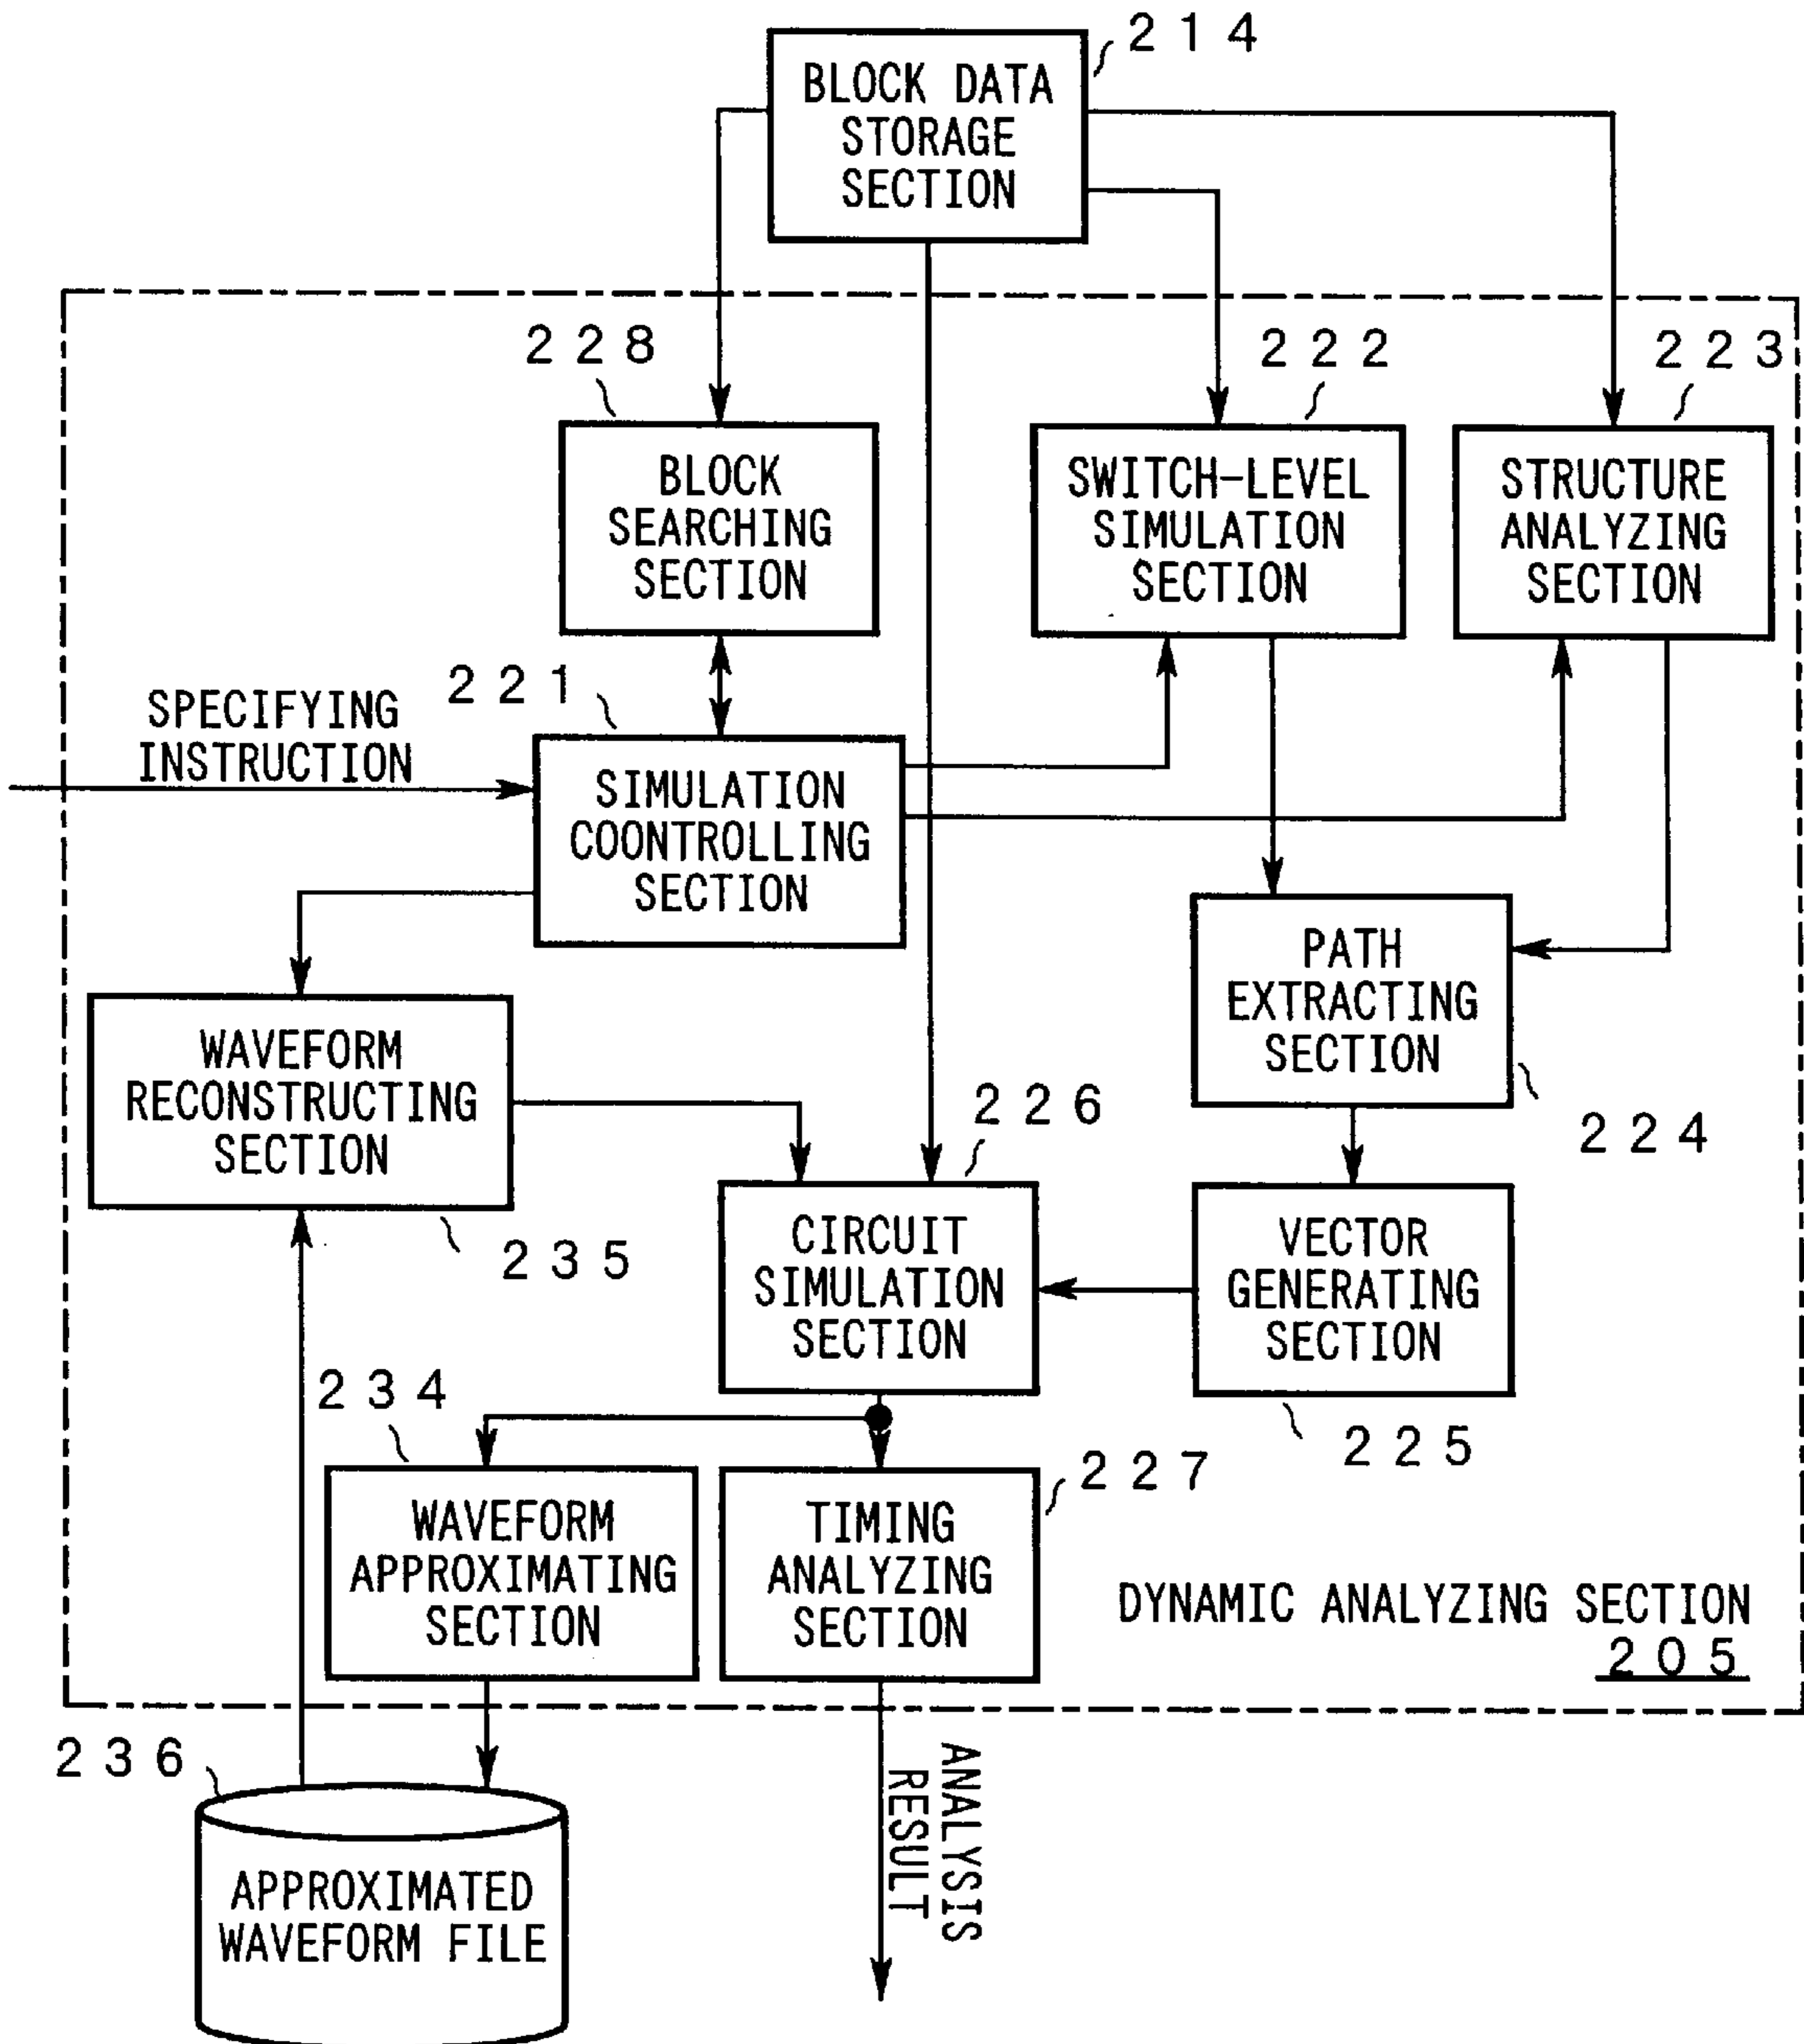 214
BLOCK DATA
STORAGE
SECTION
228
222
223
BLOCK
SEARCHING
SECTION
SWITCH-LEVEL
SIMULATION
SECTION
STRUCTURE
ANALYZING
SECTION
221
SPECIFYING
INSTRUCTION
SIMULATION
COONTROLLING
SECTION
PATH
EXTRACTING
SECTION
224
WAVEFORM
RECONSTRUCTING
SECTION
235
226
CIRCUIT
SIMULATION
SECTION
VECTOR
GENERATING
SECTION
225
234
227
WAVEFORM
APPROXIMATING
SECTION
TIMING
ANALYZING
SECTION
DYNAMIC ANALYZING SECTION
205
236
APPROXIMATED
WAVEFORM FILE
ANALYSIS
RESULT